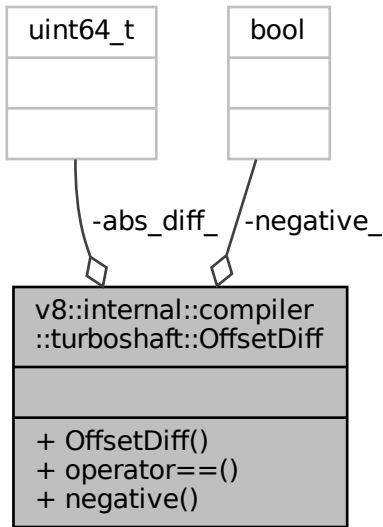 uint64_t
bool
-abs_diff_
-negative_
v8::internal::compiler
::turboshaft::OffsetDiff
+ OffsetDiff()
+ operator==()
+ negative()